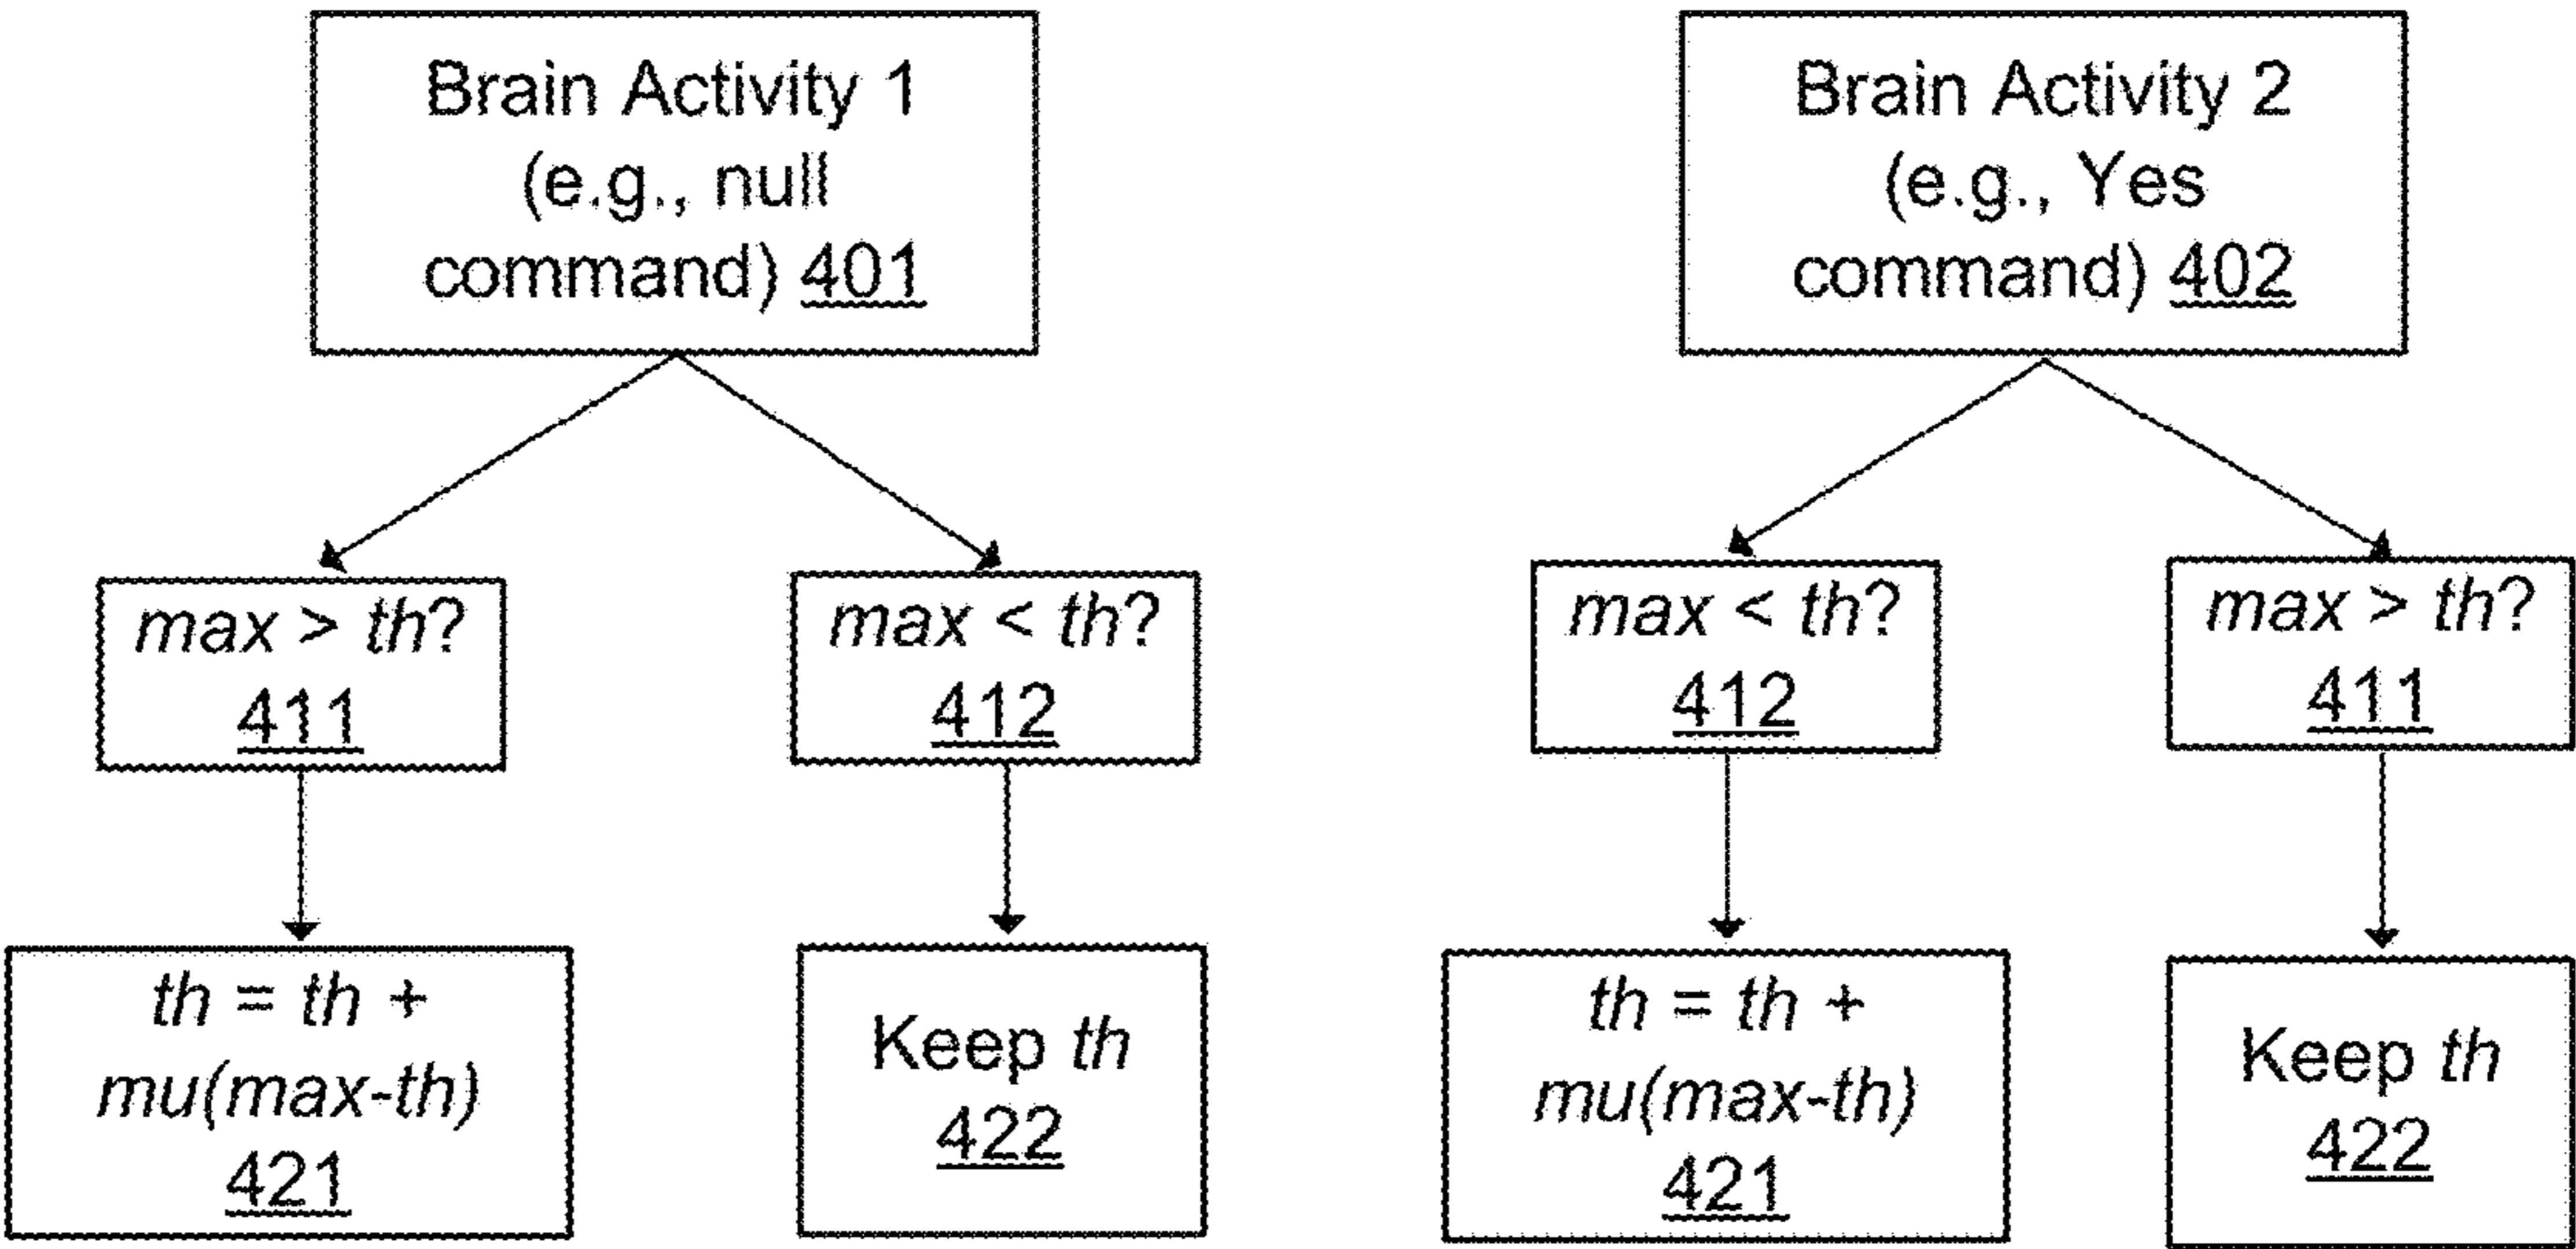 Brain Activity 1
(e.g., null
command) 401
Brain Activity 2
(e.g., Yes
command) 402
max > th?
411
max < th?
412
max < th?
412
max > th?
411
th = th +
mu(max-th)
421
Keep th
422
th = th +
mu(max-th)
421
Keep th
422